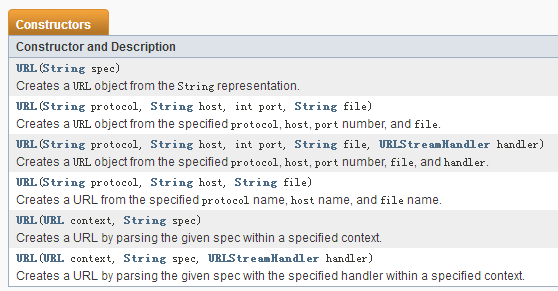 Constructors
Constructor and Description
URL(String spec)
Creates a URL object from the String representation.
URL(String protocol, String host, int port, String file)
Creates a URL object from the specified protocol, host, port number, and file.
URL(String protocol, String host, int port, String file, URLStreamHandler handler)
Creates a URL object from the specified protocol, host, port number, file, and handler.
URL(String protocol, String host, String file)
Creates a URL from the specified protocol name, host name, and file name.
URL(URL context, String spec)
Creates a URL by parsing the given spec within a specified context.
URL(URL context, String spec, URLStreamHandler handler)
Creates a URL by parsing the given spec with the specified handler within a specified context.